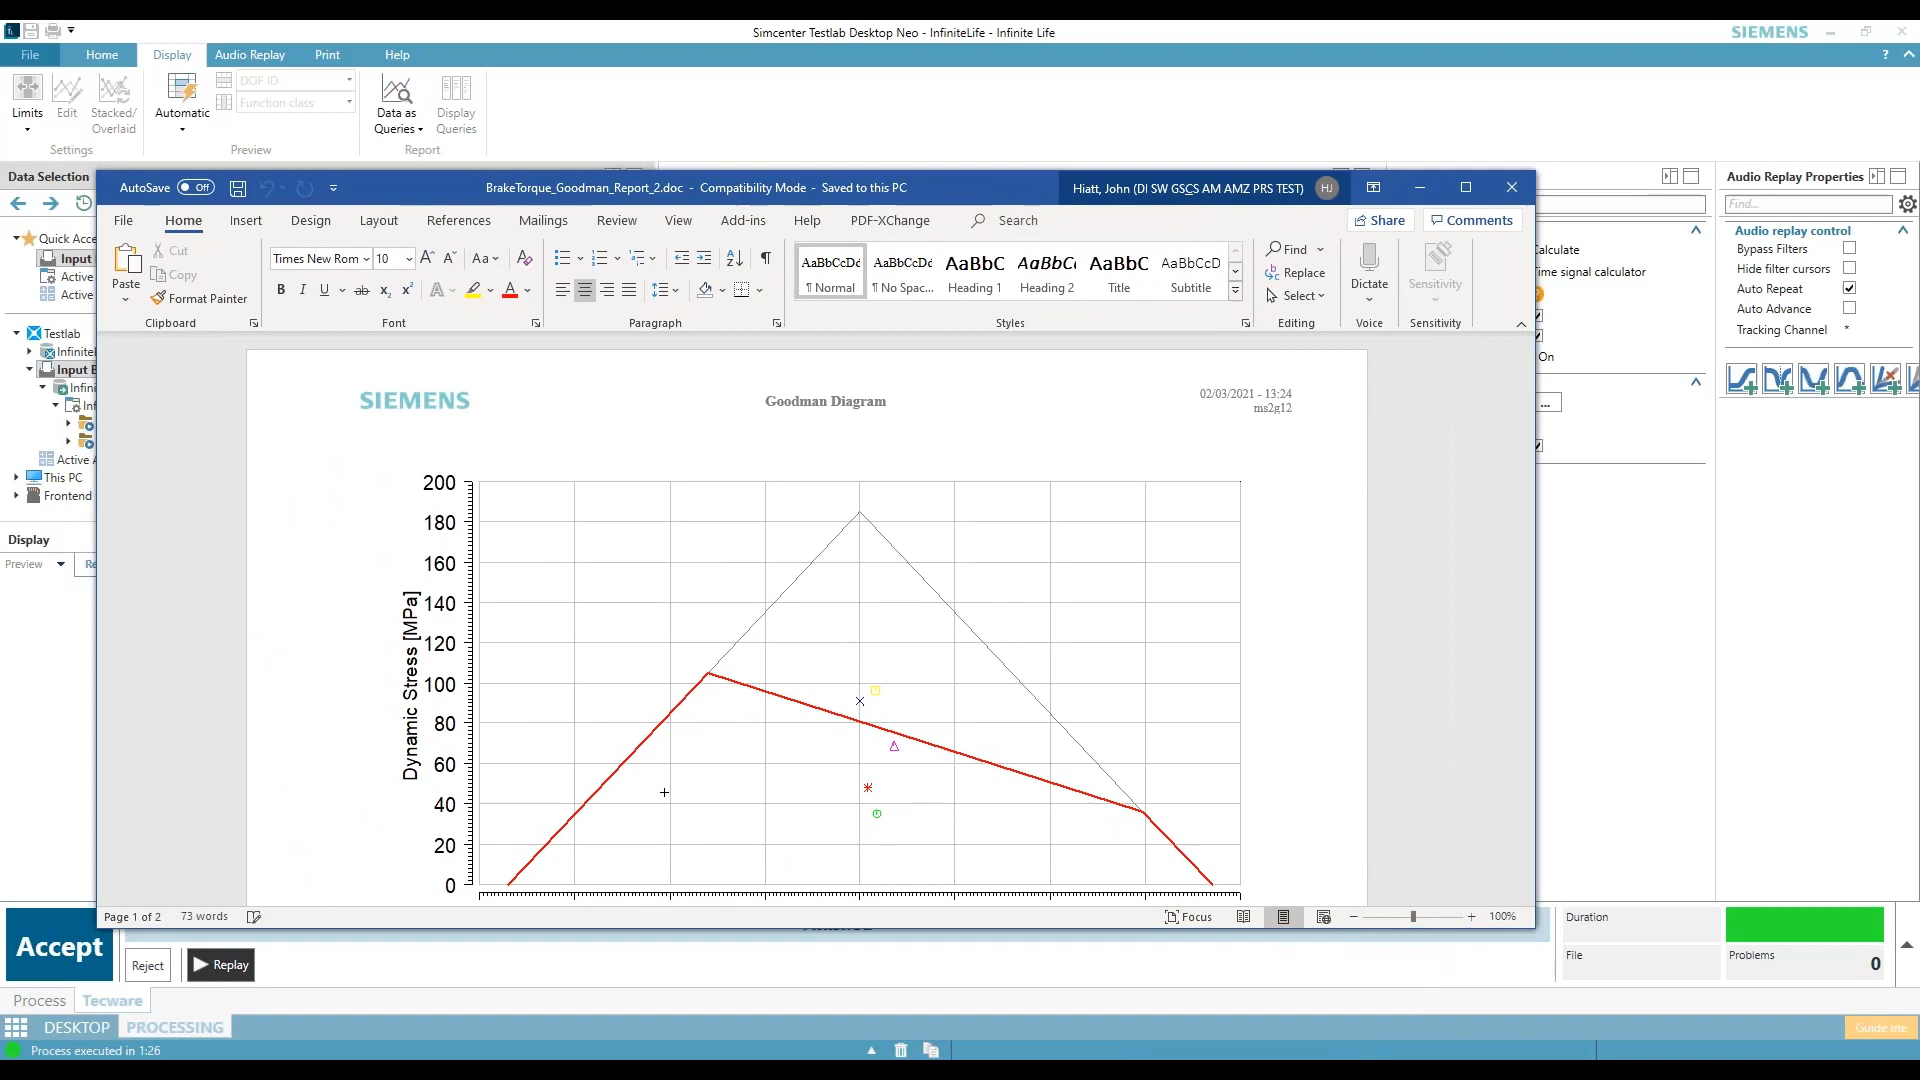 Simcenter Testlab Desktop Neo - InfiniteLife - Infinite Life
SIEMENS
File Home Display Audio Replay Print Help
Limits Edit Stacked/ Overlaid
Settings
Automatic
DOF ID
Function class
Preview
Data as Queries
Display Queries
Report
Data Selection
Quick Acce
Input
Active
Active
Testlab
Infinitel
Input B
Infini
Inf
Active A
This PC
Frontend
Display
Preview
Re
AutoSave Off
BrakeTorque_Goodman_Report_2.doc - Compatibility Mode - Saved to this PC
Hiatt, John (DI SW GSCS AM AMZ PRS TEST) HJ
File Home Insert Design Layout References Mailings Review View Add-ins Help PDF-XChange Search
Share Comments
Paste
Cut
Copy
Format Painter
Clipboard
Times New Rom 10
Font
Paragraph
AaBbCcDd AaBbCcDd AaBbC AaBbCc AaBbC AaBbCcD
¶ Normal ¶ No Spac... Heading 1 Heading 2 Title Subtitle
Styles
Find
Replace
Select
Editing
Dictate
Voice
Sensitivity
Sensitivity
SIEMENS
Goodman Diagram
02/03/2021 - 13:24
ms2g12
Dynamic Stress [MPa]
200
180
160
140
120
100
80
60
40
20
0
Page 1 of 2 73 words
Focus
100%
Calculate
ime signal calculator
On
...
Audio Replay Properties
Find...
Audio replay control
Bypass Filters
Hide filter cursors
Auto Repeat
Auto Advance
Tracking Channel *
Accept
Reject
Replay
Duration
File
Problems 0
Process Tecware
DESKTOP PROCESSING
Guide me
Process executed in 1:26